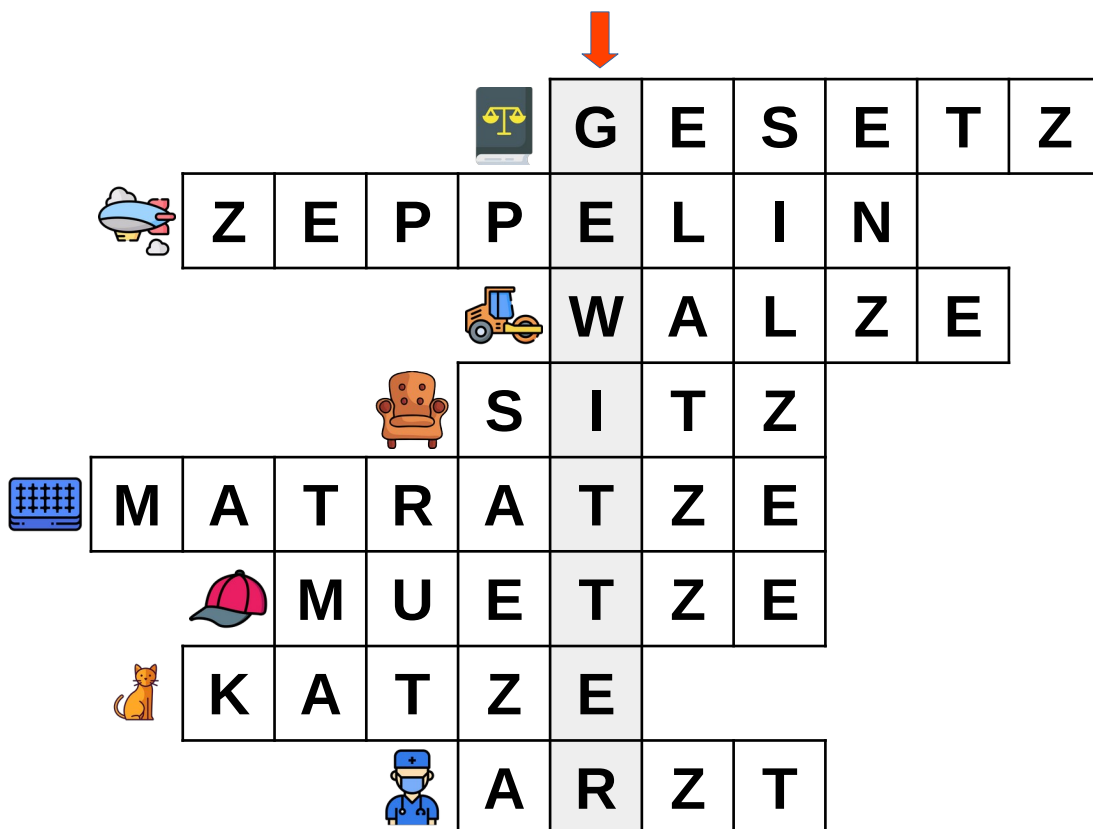 GESETZ
ZEPPELIN
WALZE
SITZ
MATRATZE
MUETZE
KATZE
ARZT